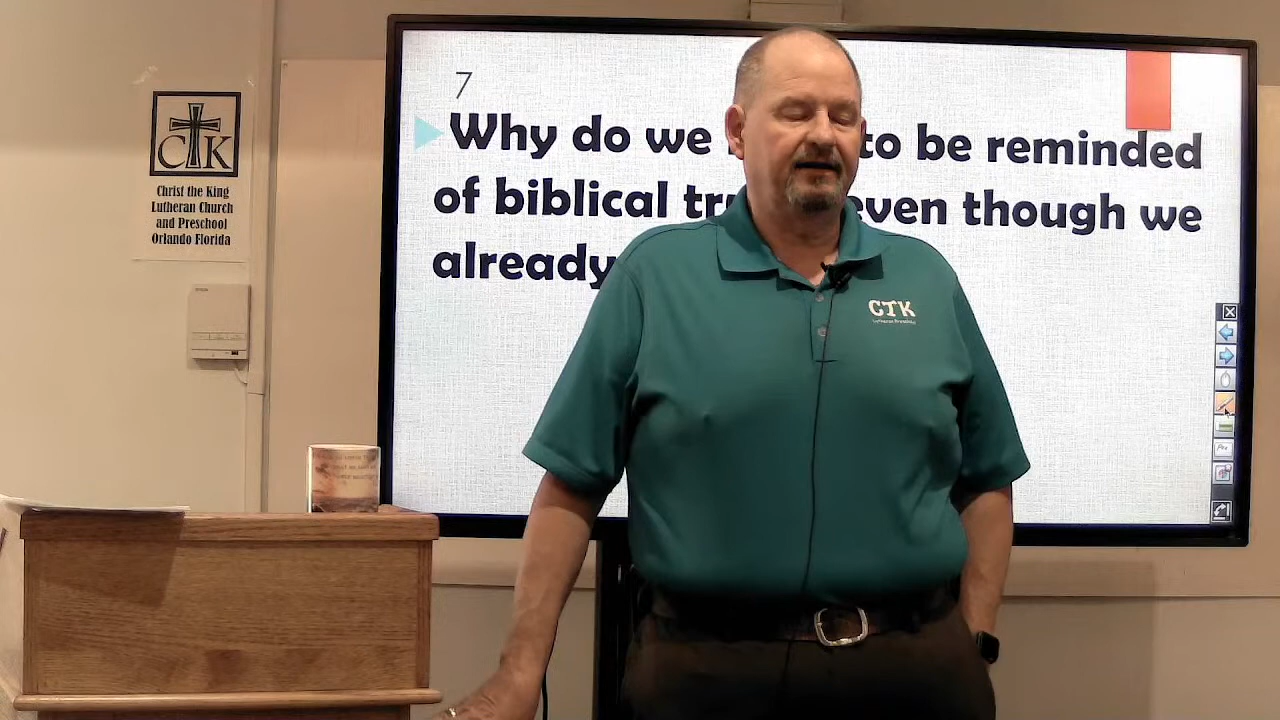 CTK
Christ the King
Lutheran Church
and Preschool
Orlando Florida
7
Why do we to be reminded
of biblical even though we
already
CTK